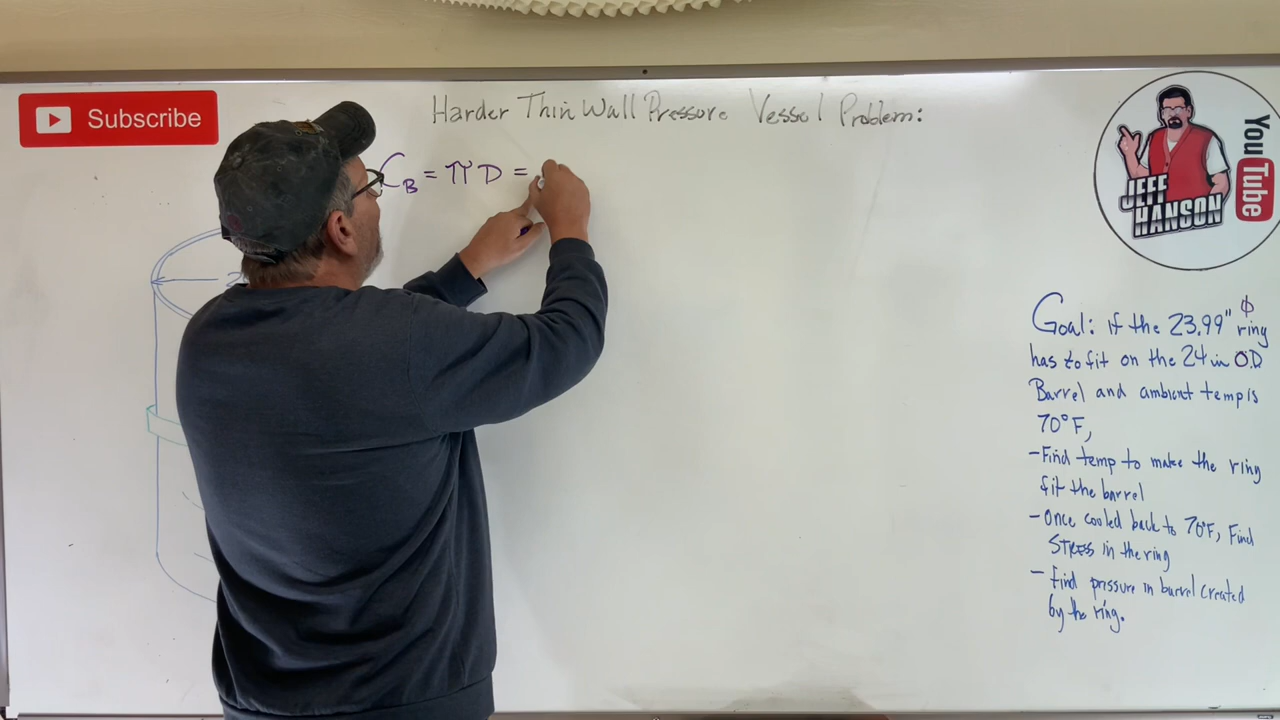 Subscribe
Harder Thin Wall Pressure Vessel Problem:
C_B = π D =
2
YouTube
JEFF
HANSON
Goal: if the 23.99" ϕ ring
has to fit on the 24 in O.D
Barrel and ambient temp is
70°F,
- Find temp to make the ring
fit the barrel
- Once cooled back to 70°F, Find
STRESS in the ring
- find pressure in barrel created
by the ring.